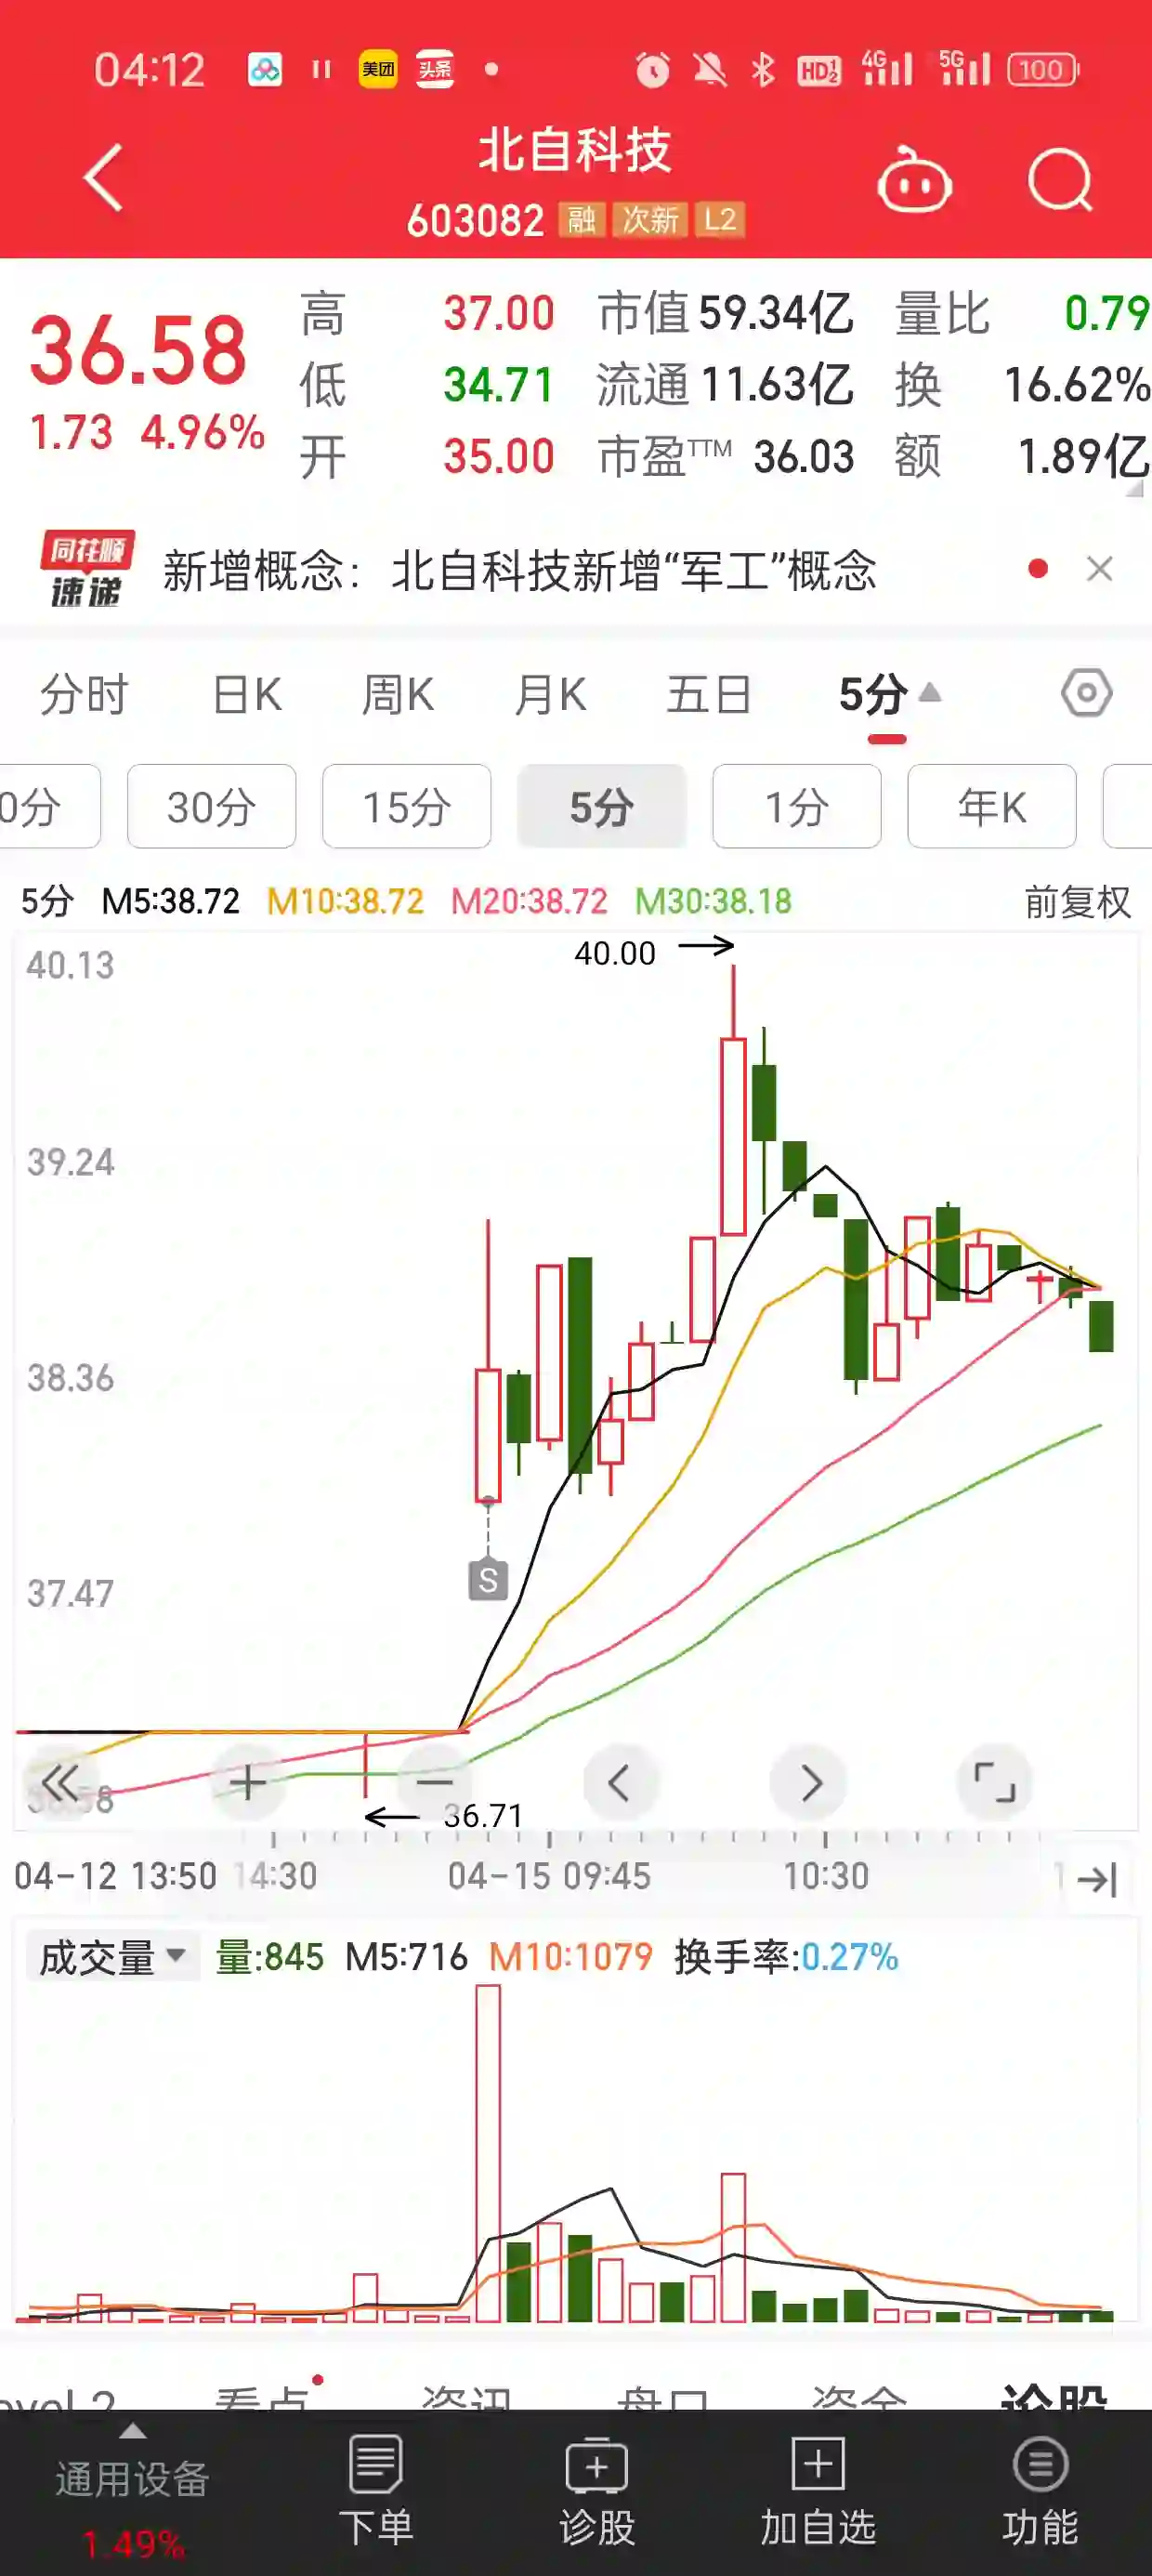 04:12 美团 头条 HD 1 2 4G 5G 100
北自科技
603082 融 次新 L2
36.58
1.73 4.96%
高 37.00 市值 59.34亿 量比 0.79
低 34.71 流通 11.63亿 换 16.62%
开 35.00 市盈TTM 36.03 额 1.89亿
同花顺
速递
新增概念：北自科技新增“军工”概念
分时 日K 周K 月K 五日 5分
0分 30分 15分 5分 1分 年K
5分 M5:38.72 M10:38.72 M20:38.72 M30:38.18 前复权
40.13
40.00
39.24
38.36
37.47
S
36.58
36.71
04-12 13:50 14:30 04-15 09:45 10:30
成交量 量:845 M5:716 M10:1079 换手率:0.27%
看点 资讯 盘口 资金 诊股
通用设备
1.49%
下单 诊股 加自选 功能